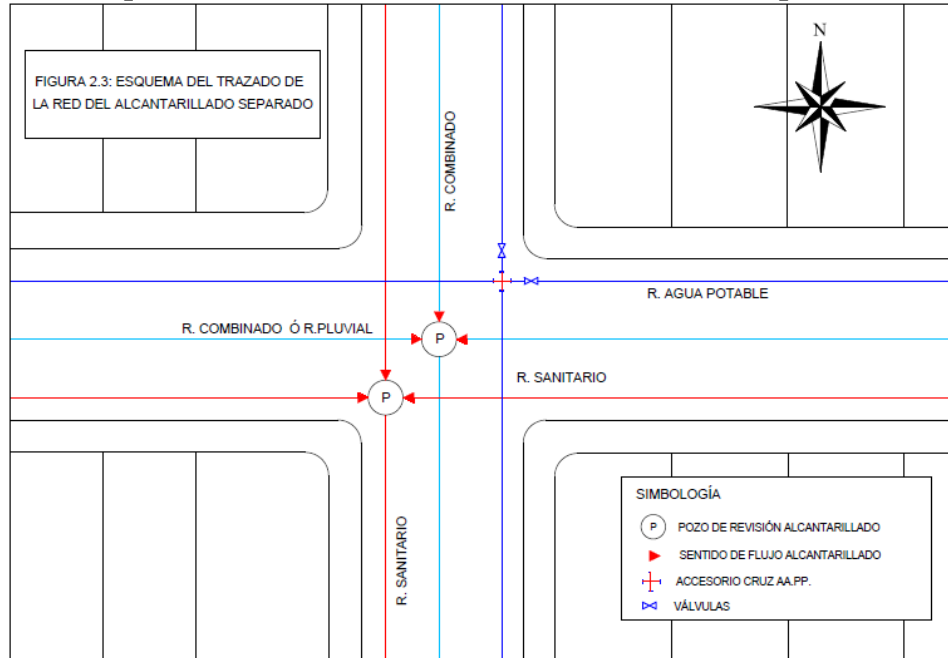 FIGURA 2.3: ESQUEMA DEL TRAZADO DE
LA RED DEL ALCANTARILLADO SEPARADO
N
R. COMBINADO
R. AGUA POTABLE
R. COMBINADO Ó R.PLUVIAL
P
R. SANITARIO
P
R. SANITARIO
SIMBOLOGÍA
P POZO DE REVISIÓN ALCANTARILLADO
SENTIDO DE FLUJO ALCANTARILLADO
ACCESORIO CRUZ AA.PP.
VÁLVULAS